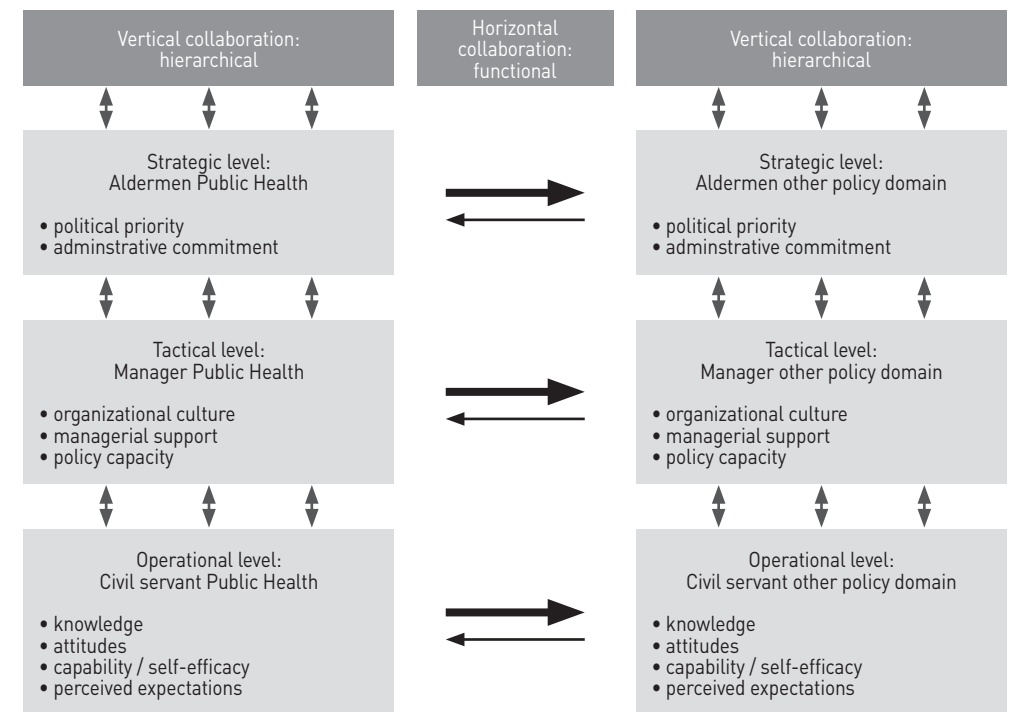 Vertical collaboration:
hierarchical
Horizontal
collaboration:
functional
Vertical collaboration:
hierarchical
Strategic level:
Aldermen Public Health
• political priority
• adminstrative commitment
Strategic level:
Aldermen other policy domain
• political priority
• adminstrative commitment
Tactical level:
Manager Public Health
• organizational culture
• managerial support
• policy capacity
Tactical level:
Manager other policy domain
• organizational culture
• managerial support
• policy capacity
Operational level:
Civil servant Public Health
• knowledge
• attitudes
• capability / self-efficacy
• perceived expectations
Operational level:
Civil servant other policy domain
• knowledge
• attitudes
• capability / self-efficacy
• perceived expectations